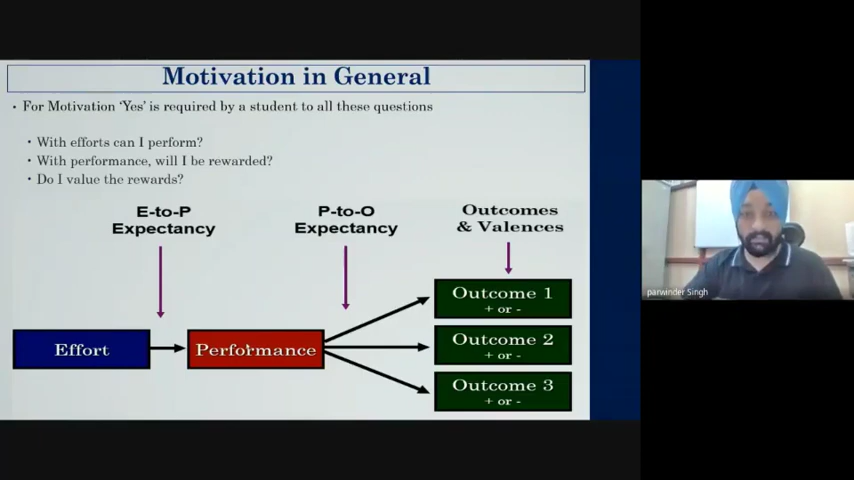 Motivation in General
• For Motivation 'Yes' is required by a student to all these questions
• With efforts can I perform?
• With performance, will I be rewarded?
• Do I value the rewards?
E-to-P
Expectancy
P-to-O
Expectancy
Outcomes
& Valences
Effort
Performance
Outcome 1
+ or -
Outcome 2
+ or -
Outcome 3
+ or -
parwinder Singh